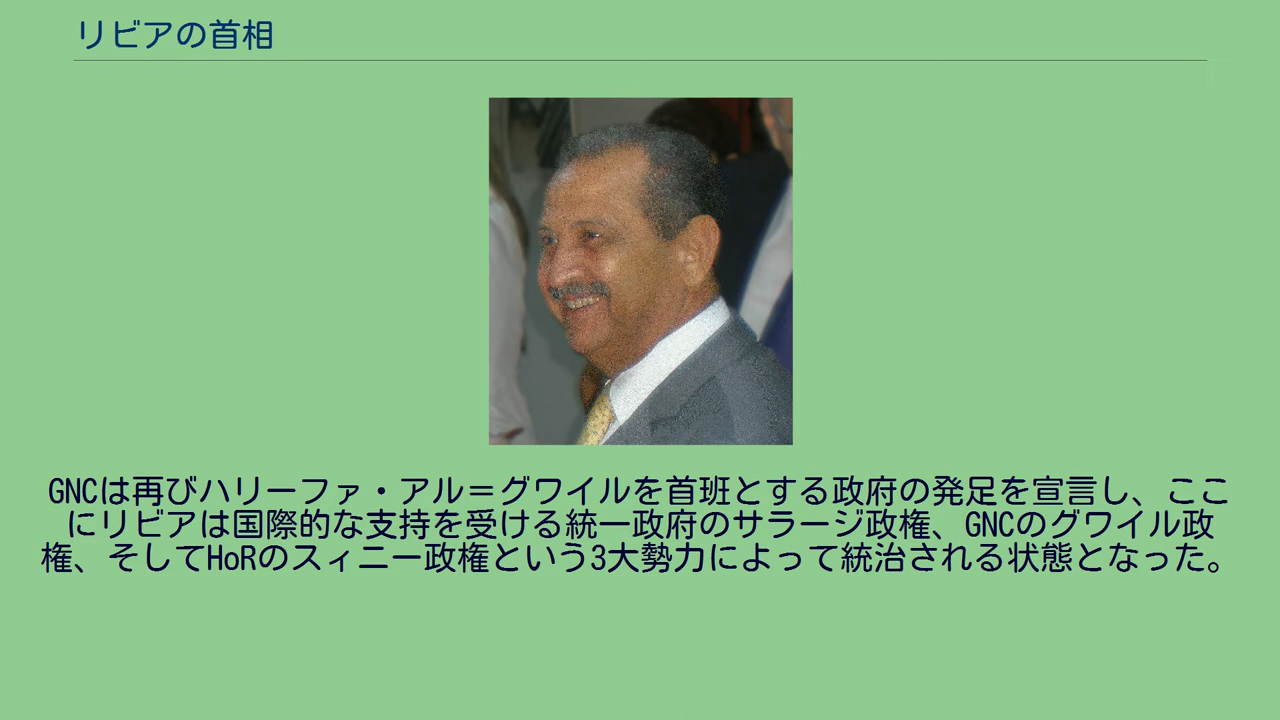 リビアの首相
GNCは再びハリーファ・アル＝グワイルを首班とする政府の発足を宣言し、ここ
にリビアは国際的な支持を受ける統一政府のサラージ政権、GNCのグワイル政
権、そしてHoRのスィニー政権という3大勢力によって統治される状態となった。